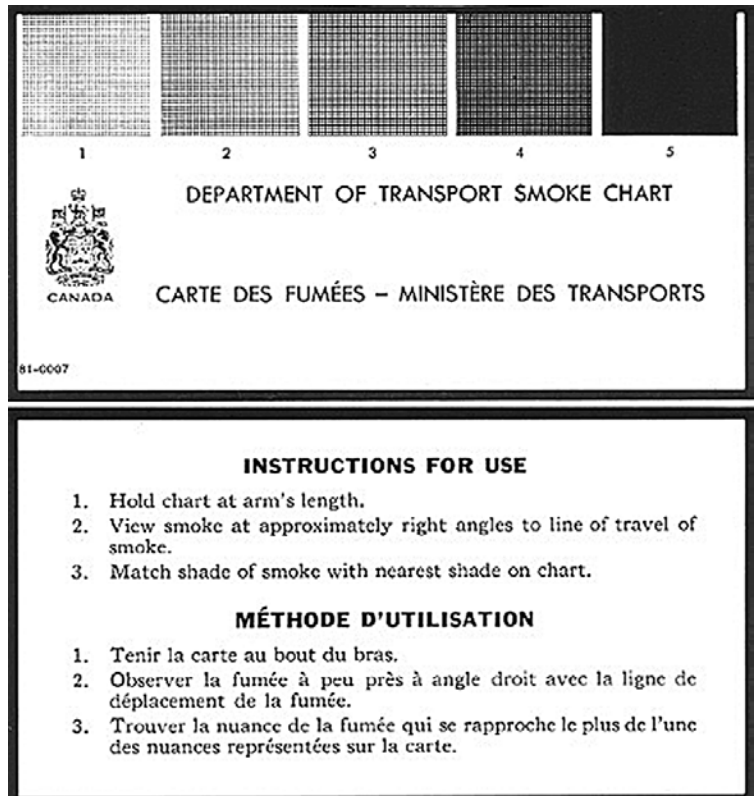 1 2 3 4 5
DEPARTMENT OF TRANSPORT SMOKE CHART
CANADA
CARTE DES FUMÉES – MINISTÈRE DES TRANSPORTS
81-0007
INSTRUCTIONS FOR USE
1. Hold chart at arm's length.
2. View smoke at approximately right angles to line of travel of
smoke.
3. Match shade of smoke with nearest shade on chart.
MÉTHODE D'UTILISATION
1. Tenir la carte au bout du bras.
2. Observer la fumée à peu près à angle droit avec la ligne de
déplacement de la fumée.
3. Trouver la nuance de la fumée qui se rapproche le plus de l'une
des nuances représentées sur la carte.